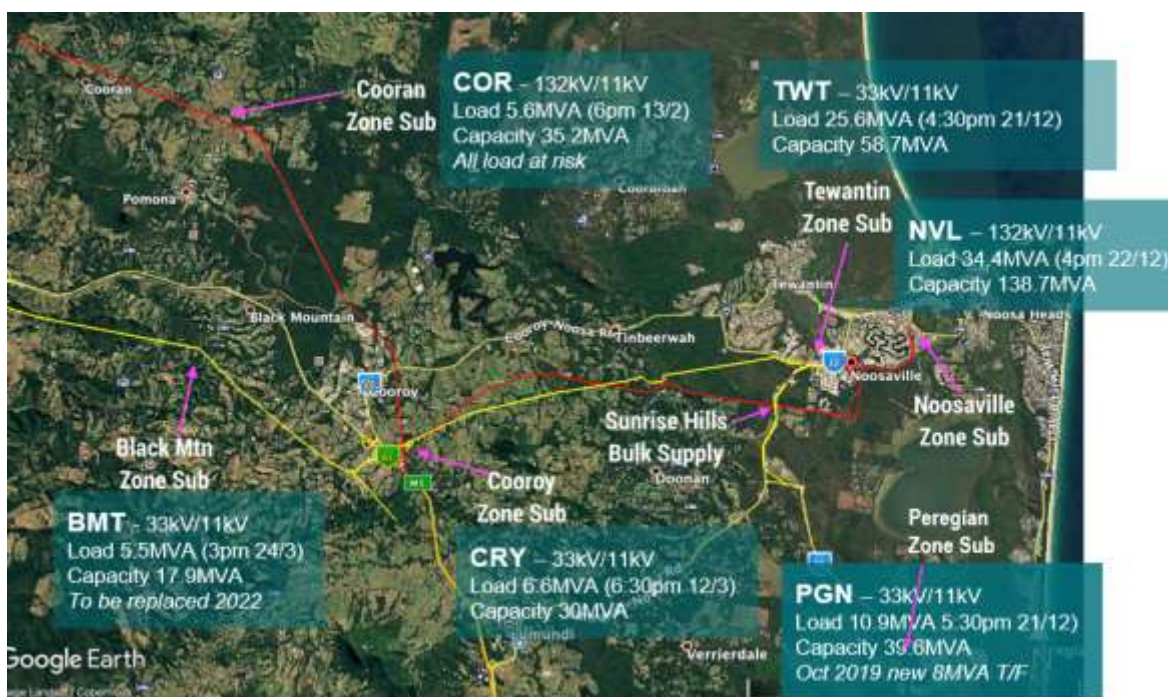 COR – 132kV/11kV
Load 5.6MVA (6pm 13/2)
Capacity 35.2MVA
All load at risk
TWT – 33kV/11kV
Load 25.6MVA (4:30pm 21/12)
Capacity 58.7MVA
Cooran
Zone Sub
Cooran
Pomona
Tewantin
Zone Sub
NVL – 132kV/11kV
Load 34.4MVA (4pm 22/12)
Capacity 138.7MVA
Tewantin
Noosa Heads
Black Mountain
Cooroy-Noosa Rd
Tinbeerwah
Cooroy
Noosaville
Noosaville
Zone Sub
Sunrise Hills
Bulk Supply
Doonan
Black Mtn
Zone Sub
M1
Cooroy
Zone Sub
Peregian
Zone Sub
BMT - 33kV/11kV
Load 5.5MVA (3pm 24/3)
Capacity 17.9MVA
To be replaced 2022
CRY – 33kV/11kV
Load 6.6MVA (6:30pm 12/3)
Capacity 30MVA
PGN – 33kV/11kV
Load 10.9MVA 5:30pm 21/12)
Capacity 39.6MVA
Oct 2019 new 8MVA T/F
Eumundi
Verrierdale
Google Earth